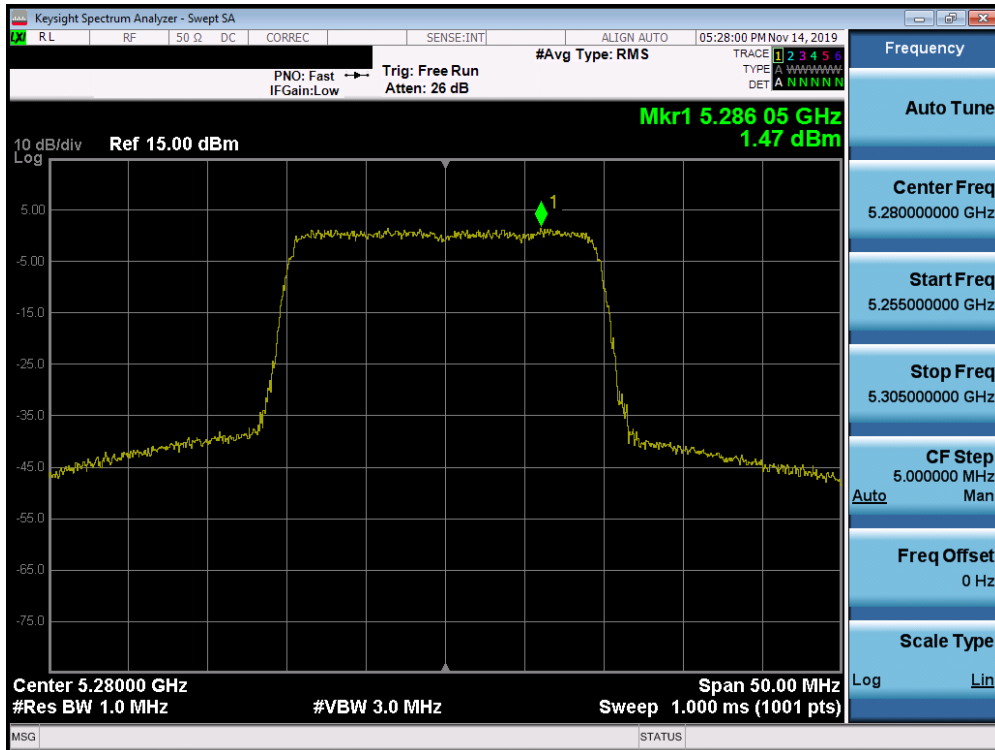 Keysight Spectrum Analyzer - Swept SA
LXI RL RF 50 Ω DC CORREC SENSE:INT ALIGN AUTO 05:28:00 PM Nov 14, 2019
Frequency
#Avg Type: RMS
TRACE 1 2 3 4 5 6
PNO: Fast Trig: Free Run
TYPE A WWWWW
IFGain:Low Atten: 26 dB
DET A N N N N N
Auto Tune
Mkr1 5.286 05 GHz
1.47 dBm
10 dB/div Ref 15.00 dBm
Log
1
5.00
-5.00
-15.0
-25.0
-35.0
-45.0
-55.0
-65.0
-75.0
Center Freq
5.280000000 GHz
Start Freq
5.255000000 GHz
Stop Freq
5.305000000 GHz
CF Step
5.000000 MHz
Auto Man
Freq Offset
0 Hz
Scale Type
Log Lin
Center 5.28000 GHz Span 50.00 MHz
#Res BW 1.0 MHz #VBW 3.0 MHz Sweep 1.000 ms (1001 pts)
MSG STATUS